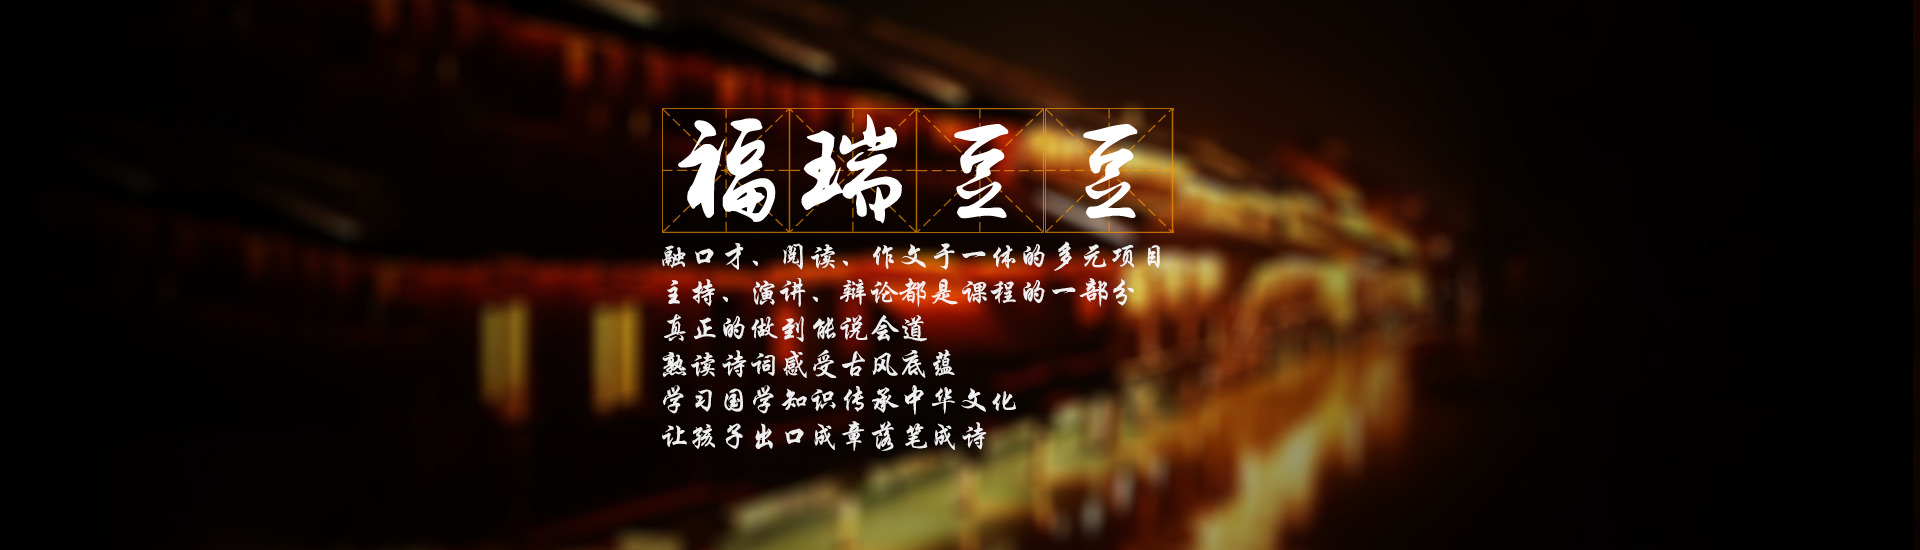 福瑞豆豆
融口才、阅读、作文于一体的多元项目
主持、演讲、辩论都是课程的一部分
真正的做到能说会道
熟读诗词感受古风底蕴
学习国学知识传承中华文化
让孩子出口成章落笔成诗